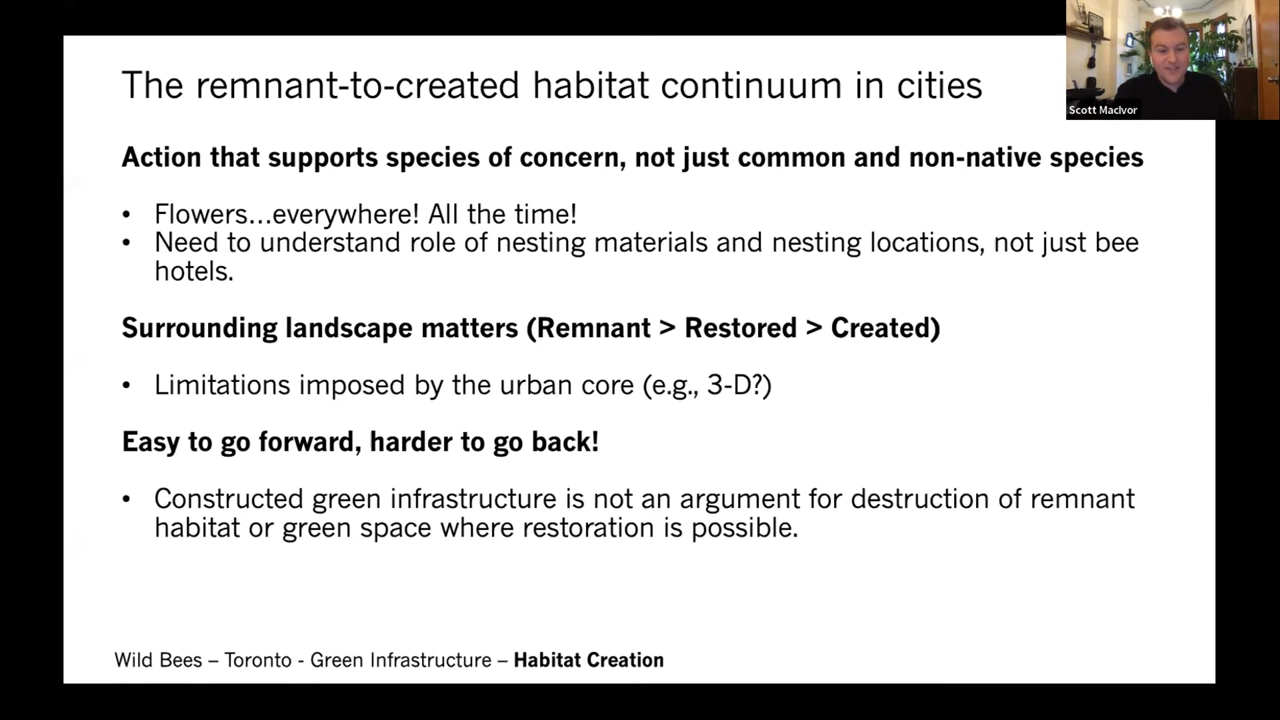 The remnant-to-created habitat continuum in cities
Scott MacIvor
Action that supports species of concern, not just common and non-native species
• Flowers...everywhere! All the time!
• Need to understand role of nesting materials and nesting locations, not just bee
hotels.
Surrounding landscape matters (Remnant > Restored > Created)
• Limitations imposed by the urban core (e.g., 3-D?)
Easy to go forward, harder to go back!
• Constructed green infrastructure is not an argument for destruction of remnant
habitat or green space where restoration is possible.
Wild Bees – Toronto - Green Infrastructure – Habitat Creation